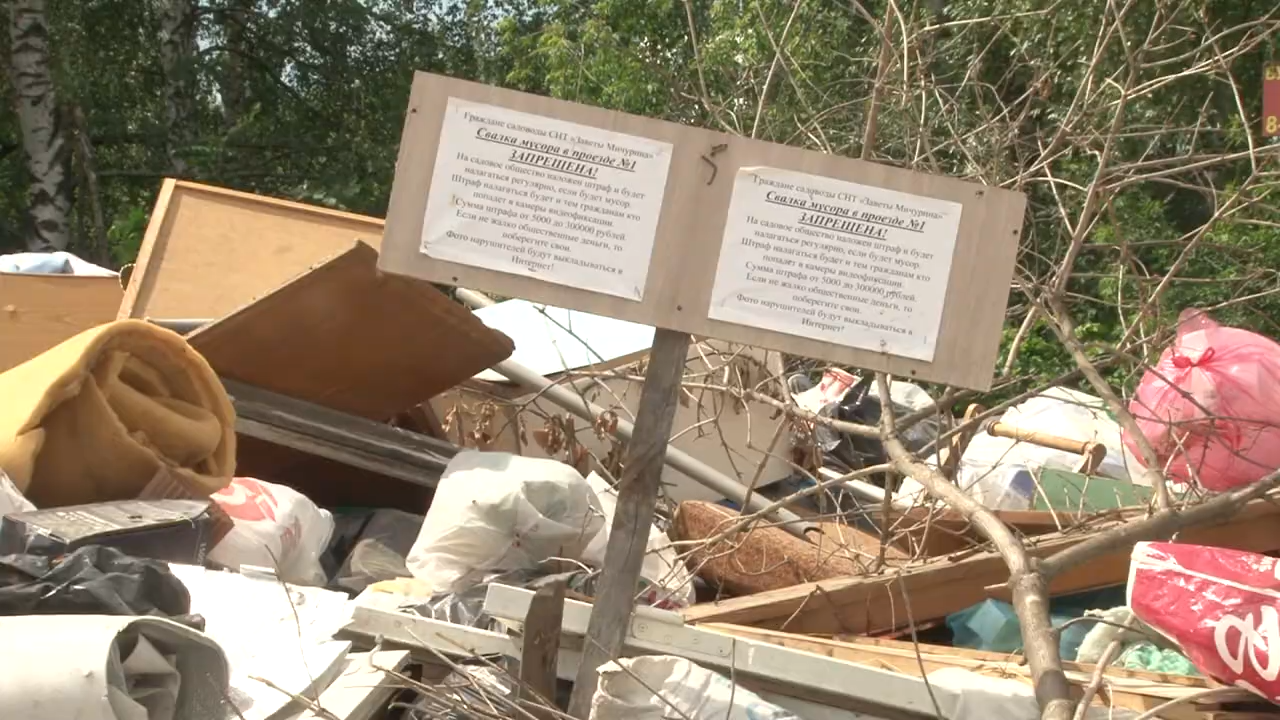 Граждане садоводы СНТ «Заветы Мичурина»
Свалка мусора в проезде №1
ЗАПРЕЩЕНА!
На садовое общество наложен штраф и будет
налагаться регулярно, если будет мусор.
Штраф налагаться будет и тем гражданам кто
попадет в камеры видеофиксации.
Сумма штрафа от 5000 до 300000 рублей.
Если не жалко общественные деньги, то
поберегите свои.
Фото нарушителей будут выкладываться в
Интернет!
Граждане садоводы СНТ «Заветы Мичурина»
Свалка мусора в проезде №1
ЗАПРЕЩЕНА!
На садовое общество наложен штраф и будет
налагаться регулярно, если будет мусор.
Штраф налагаться будет и тем гражданам кто
попадет в камеры видеофиксации.
Сумма штрафа от 5000 до 300000 рублей.
Если не жалко общественные деньги, то
поберегите свои.
Фото нарушителей будут выкладываться в
Интернет!